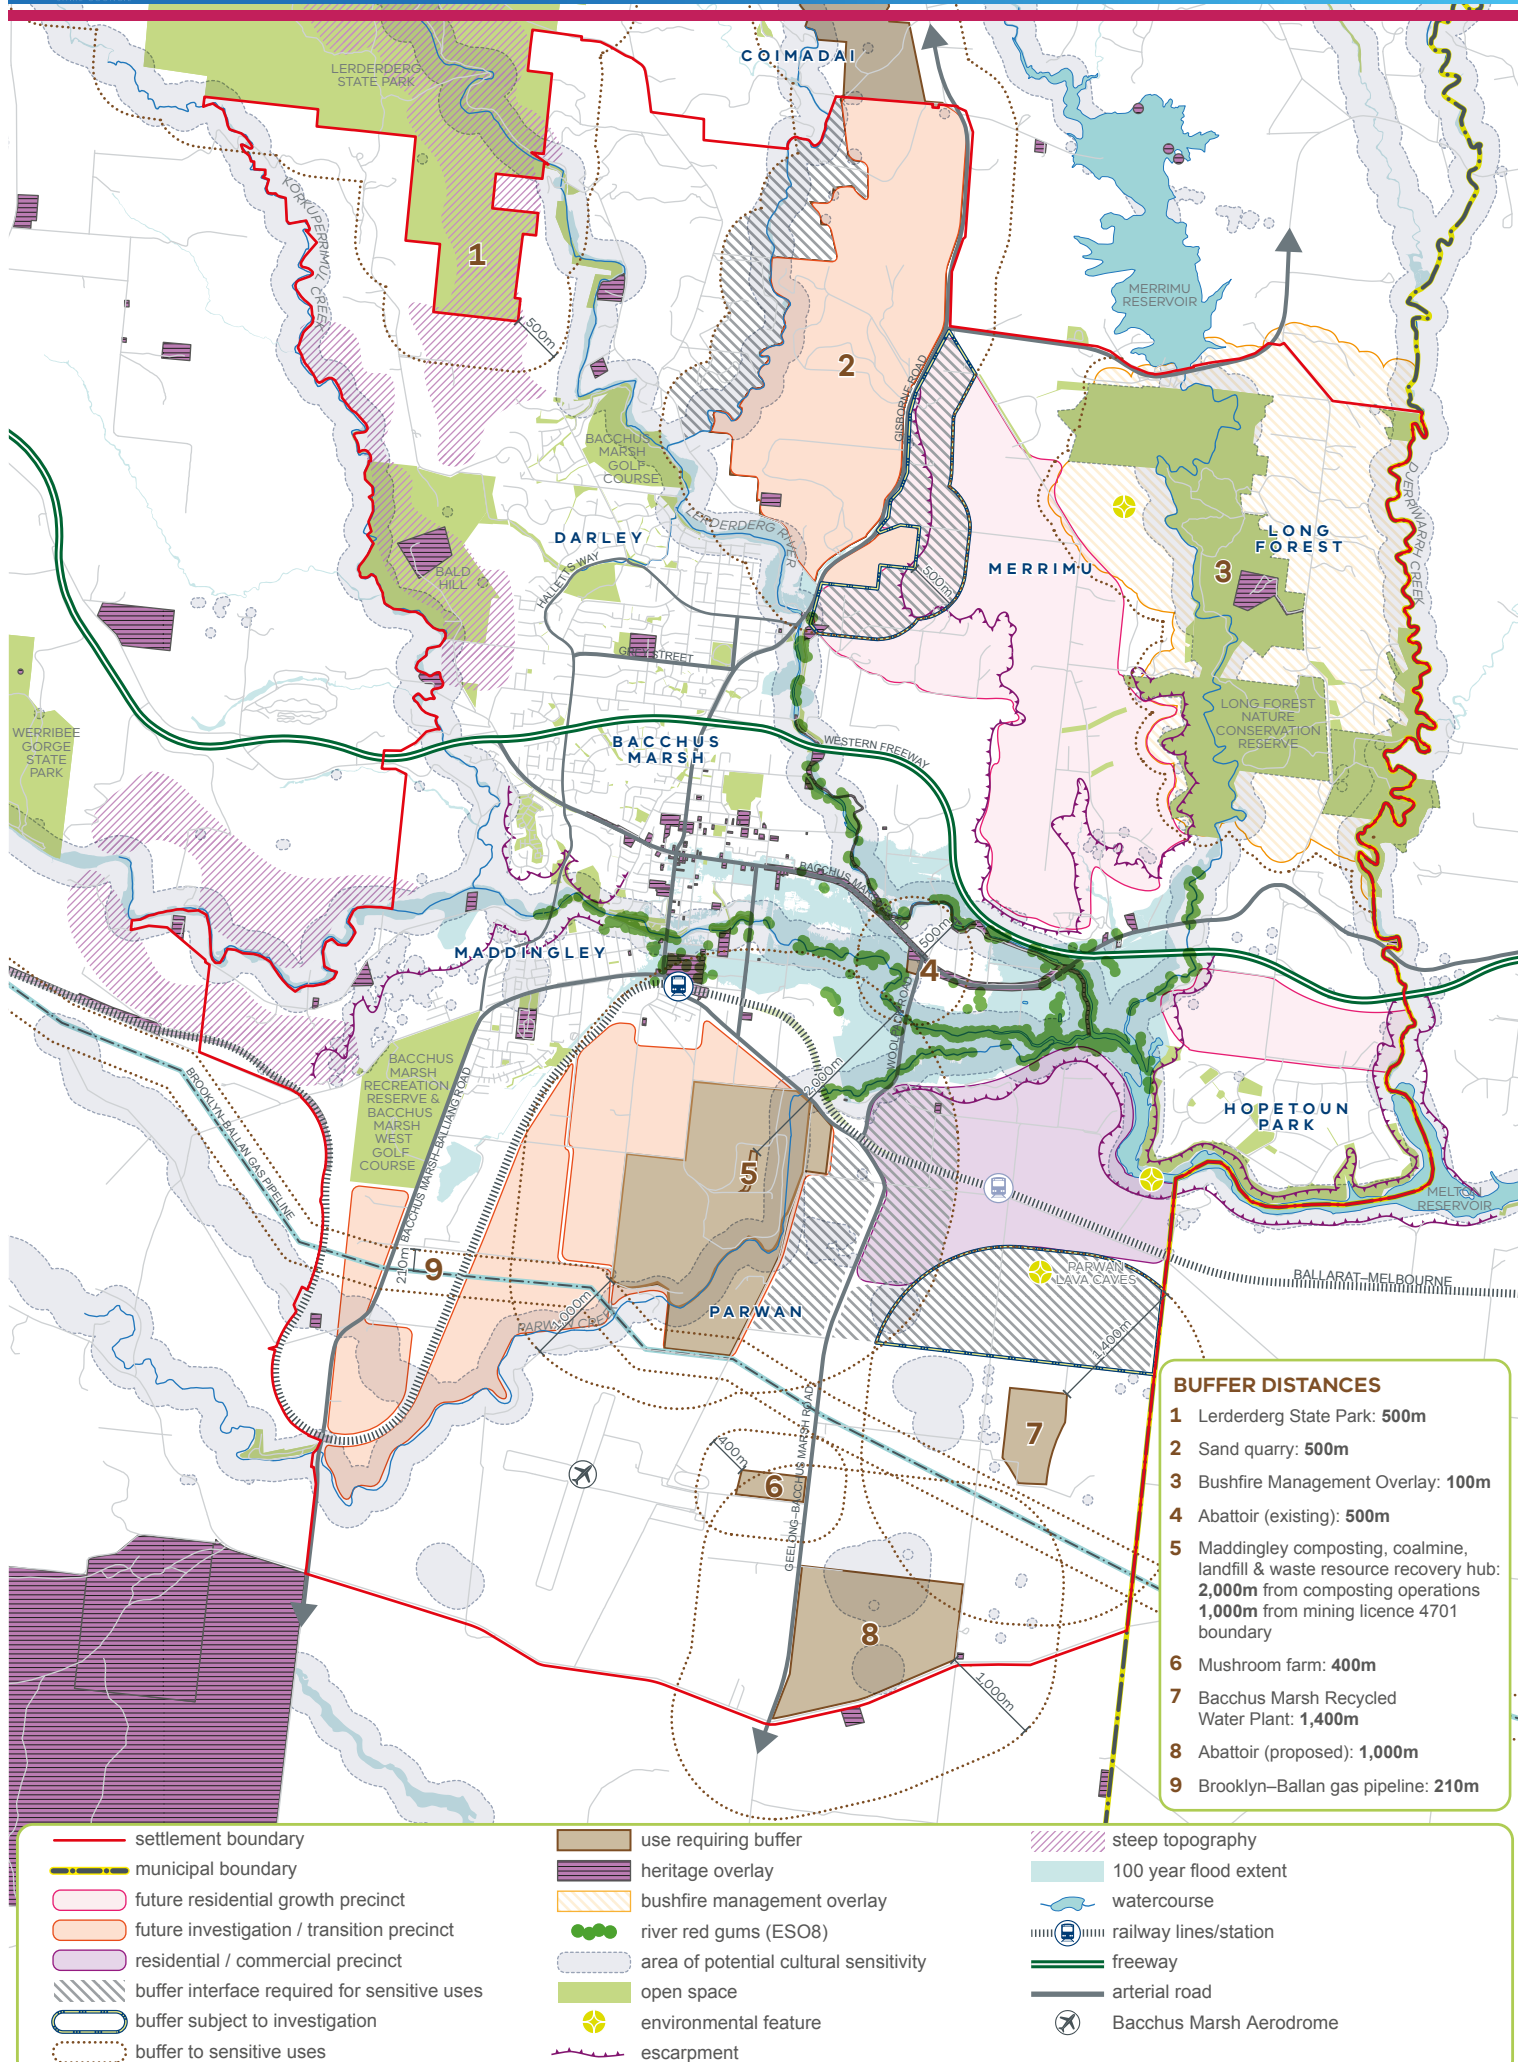 COIMADAI
LERDERDERG
STATE PARK
KORKUPERRIMUL CREEK
1
500m
MERRIMU
RESERVOIR
2
GISBORNE ROAD
BACCHUS
MARSH
GOLF
COURSE
LERDERDERG RIVER
DARLEY
HALLETTS WAY
BALD
HILL
GREY STREET
500m
MERRIMU
LONG
FOREST
3
DJERRIWARRH CREEK
WERRIBEE
GORGE
STATE
PARK
BACCHUS
MARSH
WESTERN FREEWAY
LONG FOREST
NATURE
CONSERVATION
RESERVE
BACCHUS MARSH ROAD
500m
4
MADDINGLEY
WOOLPACK ROAD
2,000m
BACCHUS
MARSH
RECREATION
RESERVE &
BACCHUS
MARSH
WEST
GOLF
COURSE
BROOKLYN-BALLAN GAS PIPELINE
BACCHUS MARSH-BALLIANG ROAD
HOPETOUN
PARK
5
MELTON
RESERVOIR
210m
9
PARWAN
LAVA CAVES
BALLARAT–MELBOURNE
1,000m
PARWAN CREEK
PARWAN
1,400m
GEELONG–BACCHUS MARSH ROAD
7
400m
6
8
1,000m
BUFFER DISTANCES
1 Lerderderg State Park: 500m
2 Sand quarry: 500m
3 Bushfire Management Overlay: 100m
4 Abattoir (existing): 500m
5 Maddingley composting, coalmine,
landfill & waste resource recovery hub:
2,000m from composting operations
1,000m from mining licence 4701
boundary
6 Mushroom farm: 400m
7 Bacchus Marsh Recycled
Water Plant: 1,400m
8 Abattoir (proposed): 1,000m
9 Brooklyn–Ballan gas pipeline: 210m
settlement boundary
municipal boundary
future residential growth precinct
future investigation / transition precinct
residential / commercial precinct
buffer interface required for sensitive uses
buffer subject to investigation
buffer to sensitive uses
use requiring buffer
heritage overlay
bushfire management overlay
river red gums (ESO8)
area of potential cultural sensitivity
open space
environmental feature
escarpment
steep topography
100 year flood extent
watercourse
railway lines/station
freeway
arterial road
Bacchus Marsh Aerodrome